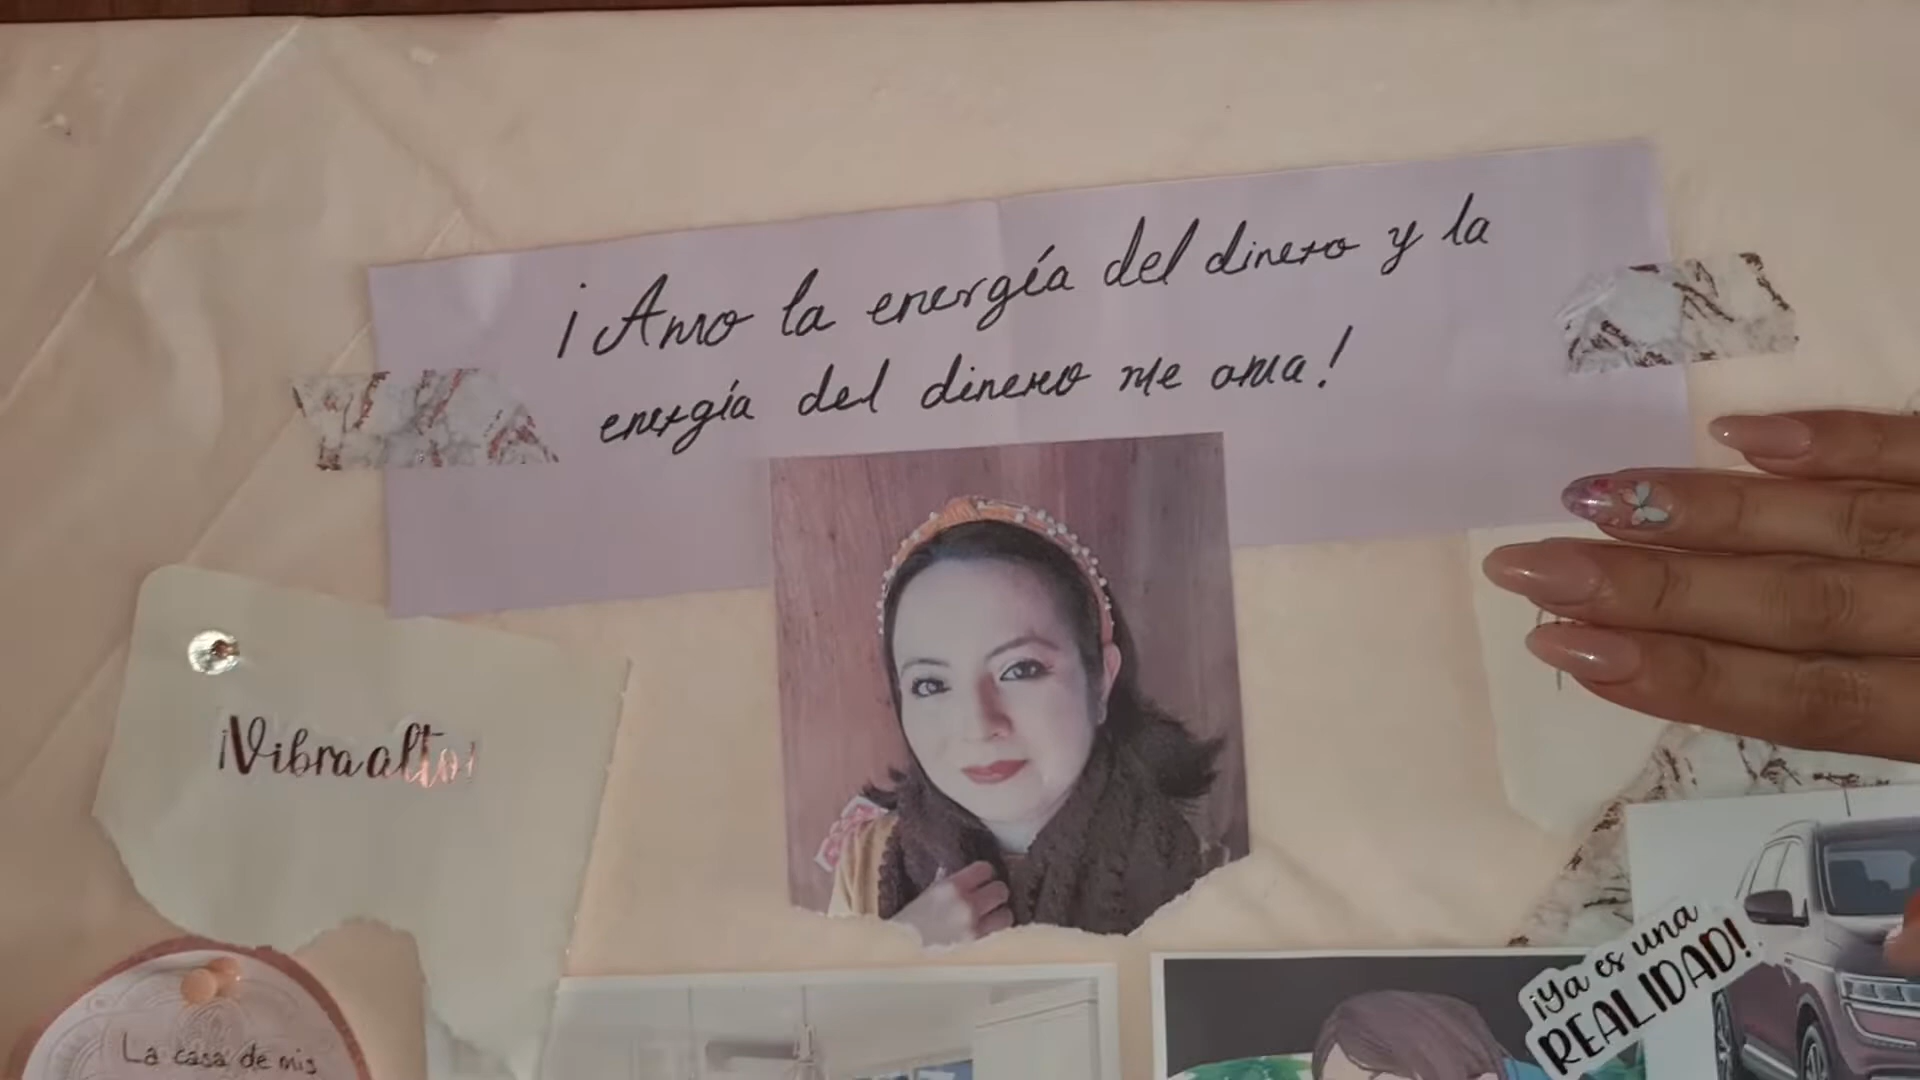 ¡Amo la energía del dinero y la
energía del dinero me ama!
¡Vibra alto!
La casa de mis
¡Ya es una
REALIDAD!